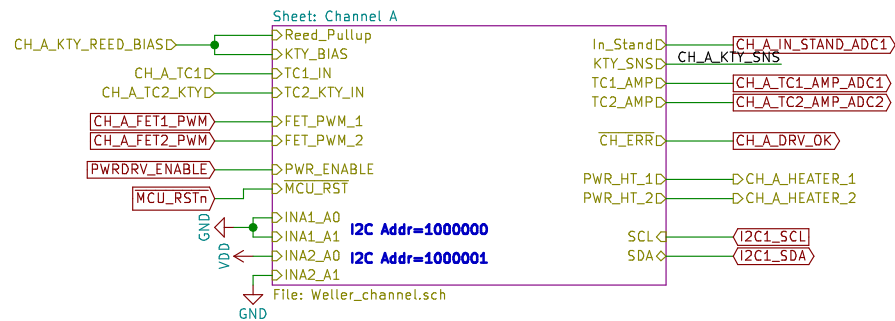 Sheet: Channel A
CH_A_KTY_REED_BIAS
Reed_Pullup
KTY_BIAS
In_Stand
CH_A_IN_STAND_ADC1
KTY_SNS
CH_A_KTY_SNS
CH_A_TC1
TC1_IN
TC1_AMP
CH_A_TC1_AMP_ADC1
CH_A_TC2_KTY
TC2_KTY_IN
TC2_AMP
CH_A_TC2_AMP_ADC2
CH_A_FET1_PWM
FET_PWM_1
CH_A_FET2_PWM
FET_PWM_2
CH_ERR
CH_A_DRV_OK
PWRDRV_ENABLE
PWR_ENABLE
PWR_HT_1
CH_A_HEATER_1
MCU_RSTn
MCU_RST
PWR_HT_2
CH_A_HEATER_2
GND
INA1_A0
INA1_A1
I2C Addr=1000000
SCL
I2C1_SCL
VDD
INA2_A0
I2C Addr=1000001
SDA
I2C1_SDA
INA2_A1
GND
File: Weller_channel.sch